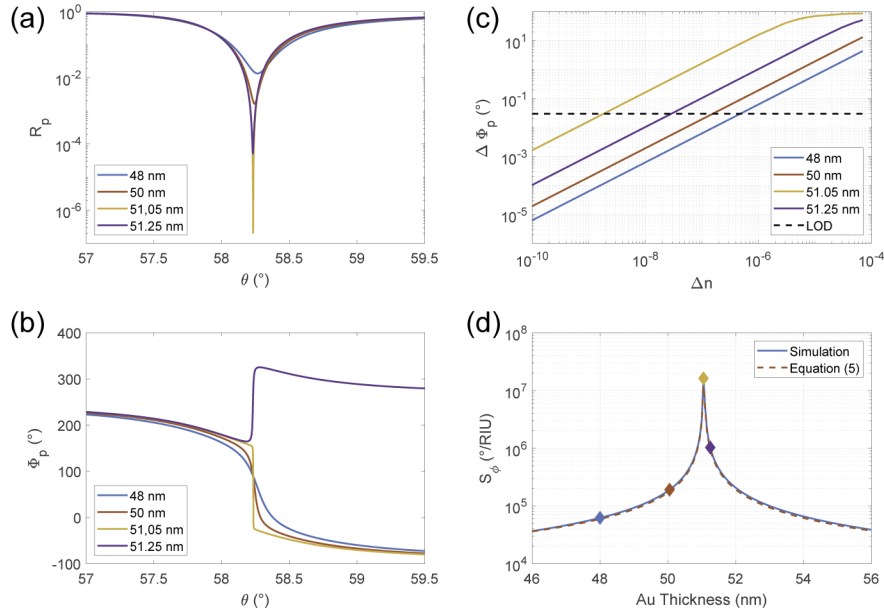 (a)
10^0
10^-2
10^-4
10^-6
R_p
48 nm
50 nm
51,05 nm
51.25 nm
57
57.5
58
58.5
59
59.5
θ (°)
(c)
10^1
10^-1
10^-3
10^-5
Δ Φ_p (°)
48 nm
50 nm
51.05 nm
51.25 nm
LOD
10^-10
10^-8
10^-6
10^-4
Δn
(b)
400
300
200
100
0
-100
Φ_p (°)
48 nm
50 nm
51,05 nm
51.25 nm
57
57.5
58
58.5
59
59.5
θ (°)
(d)
10^8
10^7
10^6
10^5
10^4
S_ϕ (°/RIU)
Simulation
Equation (5)
46
48
50
52
54
56
Au Thickness (nm)